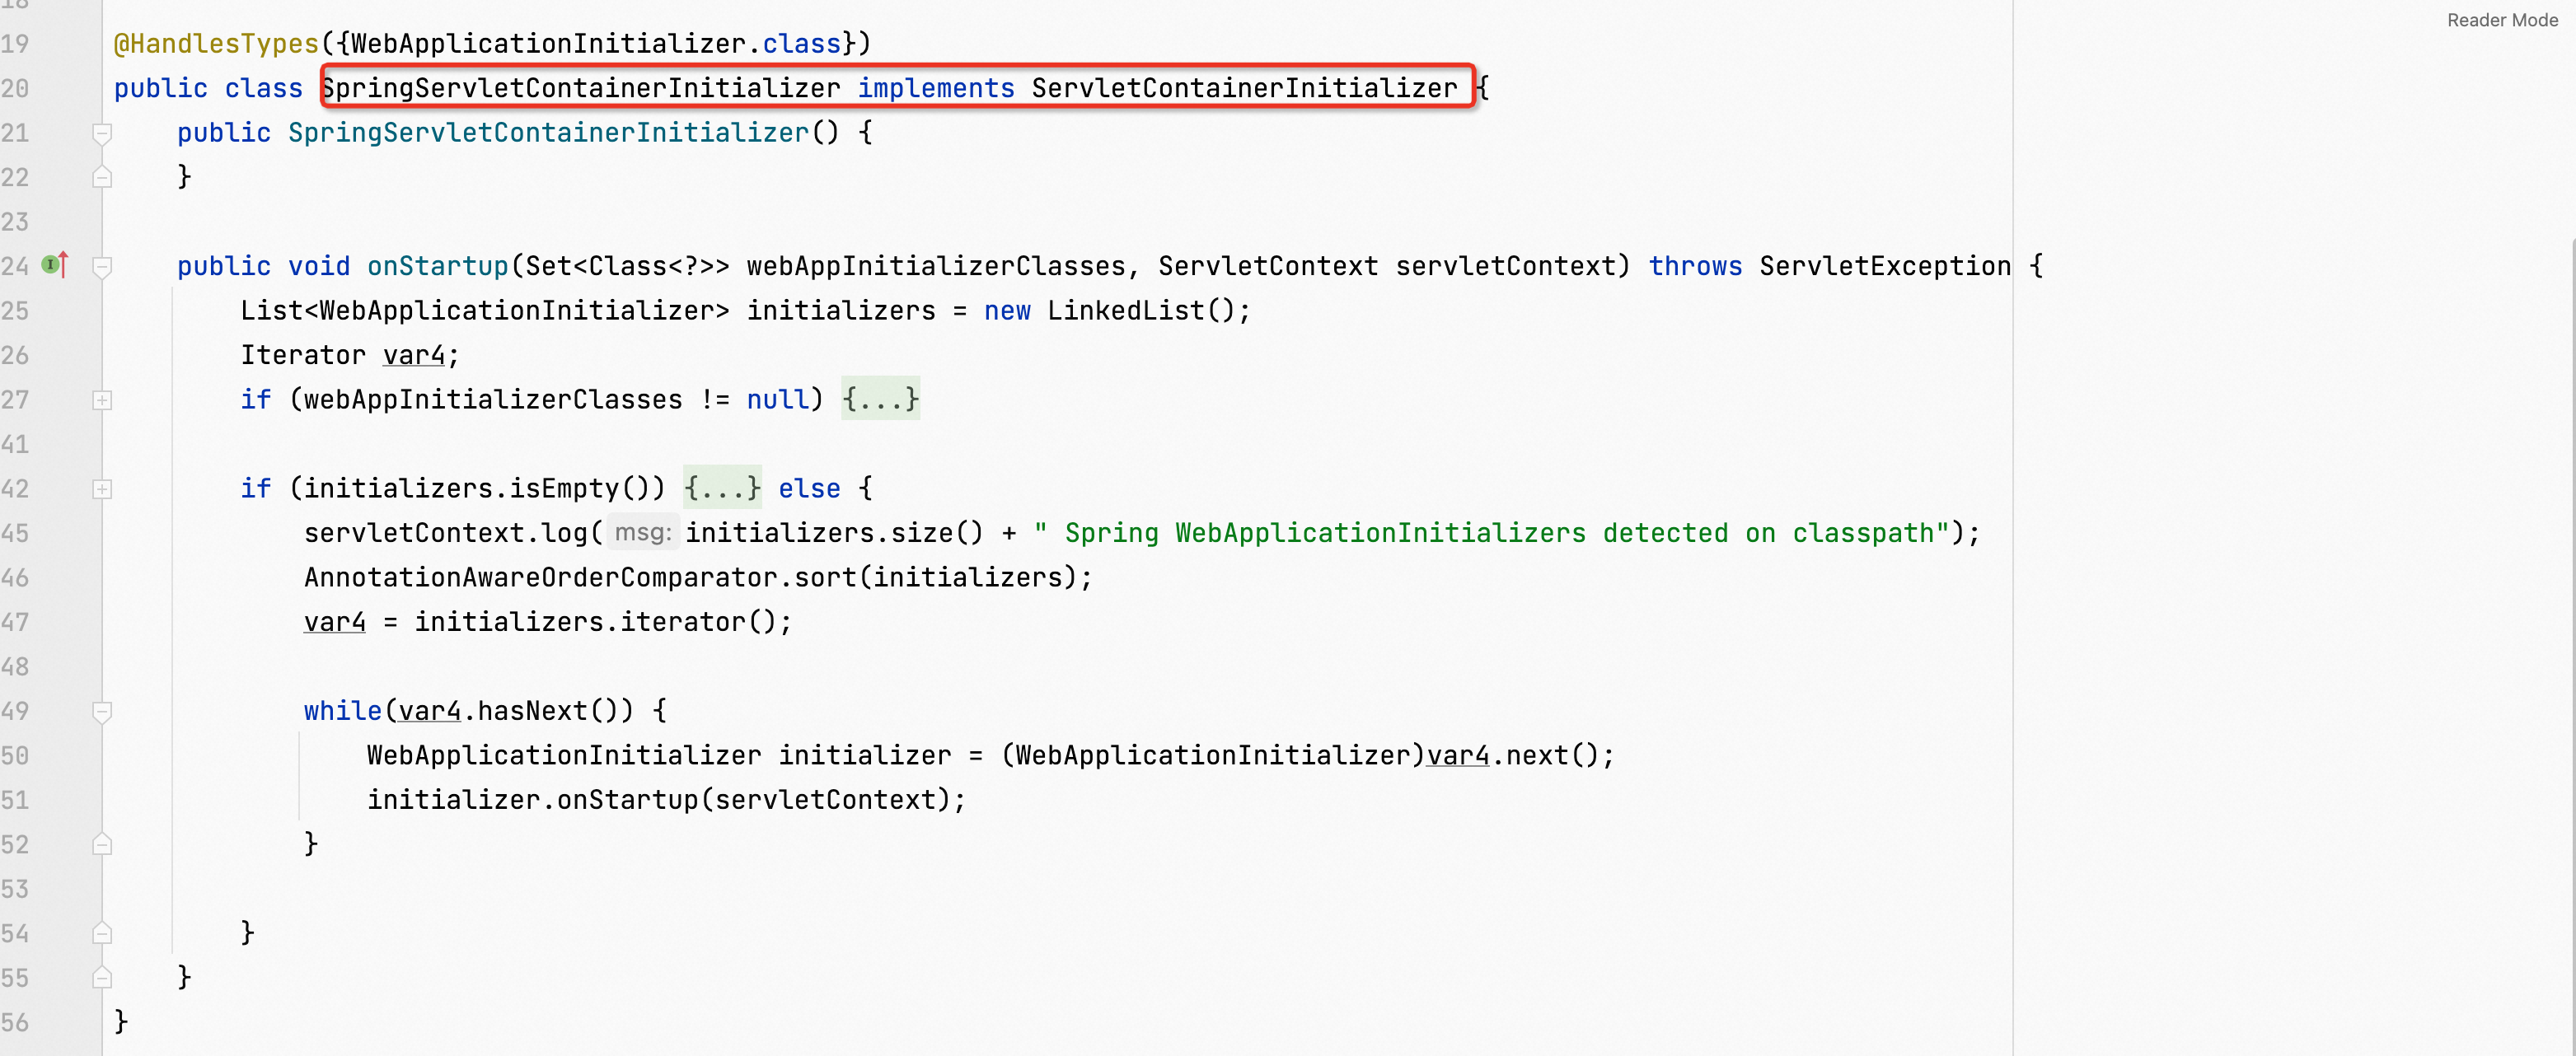 Reader Mode
18
19 @HandlesTypes({WebApplicationInitializer.class})
20 public class SpringServletContainerInitializer implements ServletContainerInitializer {
21 public SpringServletContainerInitializer() {
22 }
23
24 public void onStartup(Set<Class<?>> webAppInitializerClasses, ServletContext servletContext) throws ServletException {
25 List<WebApplicationInitializer> initializers = new LinkedList();
26 Iterator var4;
27 if (webAppInitializerClasses != null) {...}
41
42 if (initializers.isEmpty()) {...} else {
45 servletContext.log( msg: initializers.size() + " Spring WebApplicationInitializers detected on classpath");
46 AnnotationAwareOrderComparator.sort(initializers);
47 var4 = initializers.iterator();
48
49 while(var4.hasNext()) {
50 WebApplicationInitializer initializer = (WebApplicationInitializer)var4.next();
51 initializer.onStartup(servletContext);
52 }
53
54 }
55 }
56 }